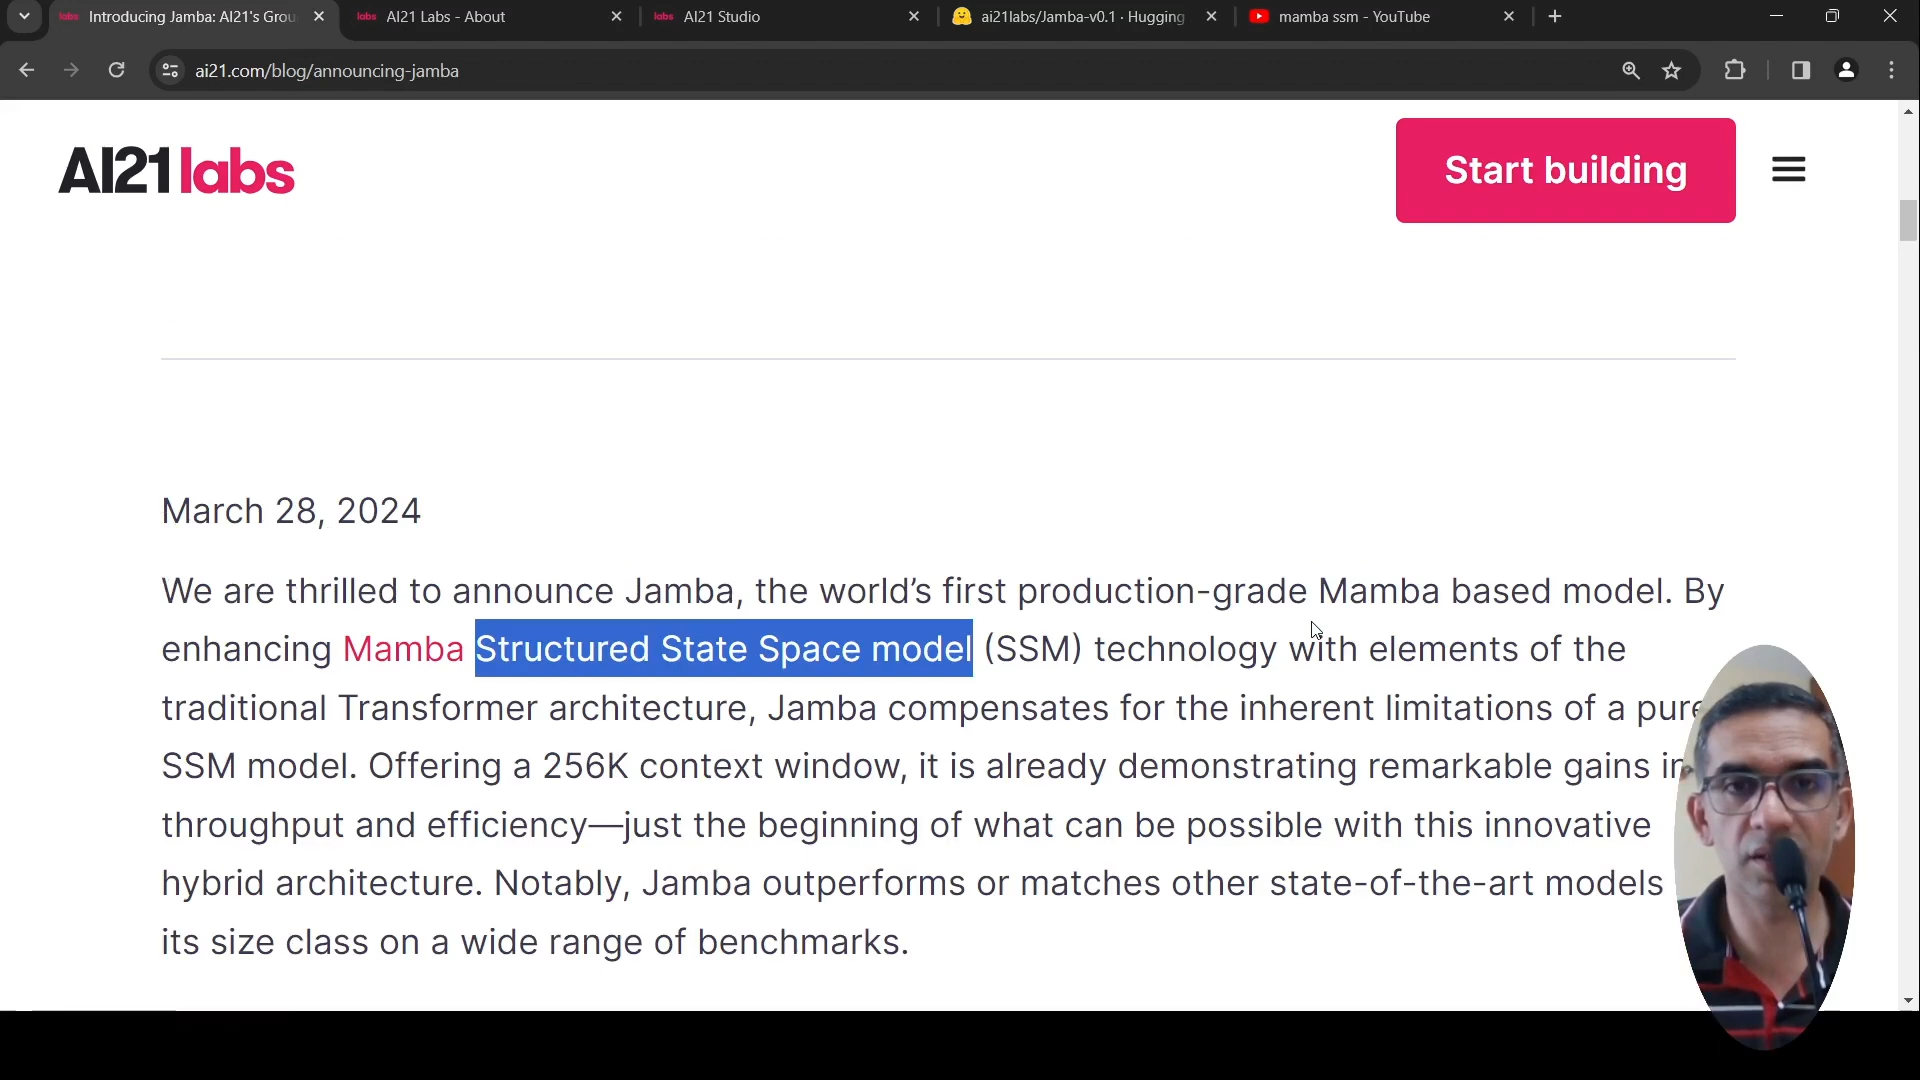 labs Introducing Jamba: AI21's Grou
labs AI21 Labs - About
labs AI21 Studio
ai21labs/Jamba-v0.1 · Hugging
mamba ssm - YouTube
ai21.com/blog/announcing-jamba
AI21 labs
Start building
March 28, 2024
We are thrilled to announce Jamba, the world’s first production-grade Mamba based model. By
enhancing Mamba Structured State Space model (SSM) technology with elements of the
traditional Transformer architecture, Jamba compensates for the inherent limitations of a pure
SSM model. Offering a 256K context window, it is already demonstrating remarkable gains in
throughput and efficiency—just the beginning of what can be possible with this innovative
hybrid architecture. Notably, Jamba outperforms or matches other state-of-the-art models
its size class on a wide range of benchmarks.